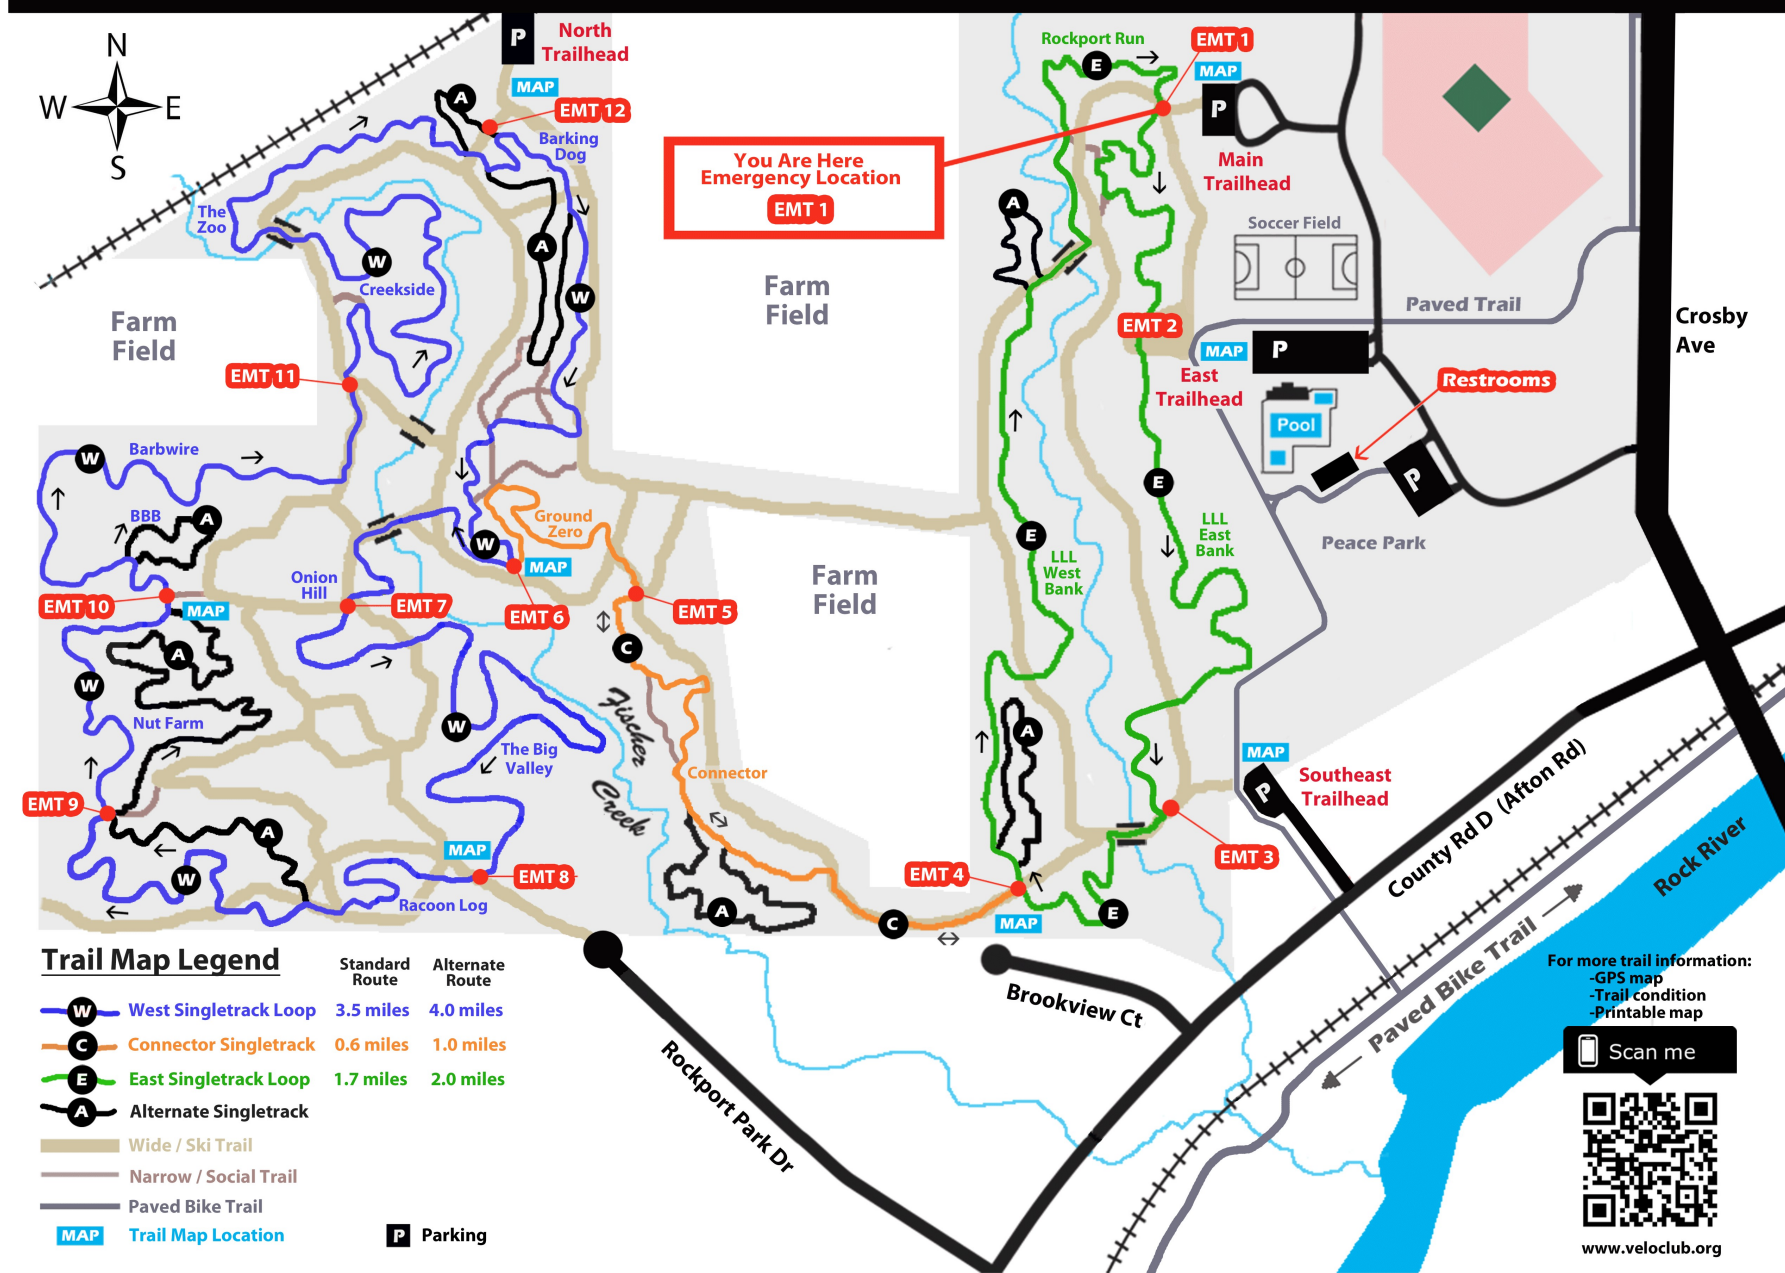 N
W E
S
P
North
Trailhead
MAP
EMT 12
A
Barking
Dog
The
Zoo
A
W
Creekside
W
Farm
Field
EMT 11
You Are Here
Emergency Location
EMT 1
Farm
Field
Rockport Run
E
EMT 1
MAP
P
Main
Trailhead
A
Soccer Field
EMT 2
Paved Trail
MAP
P
East
Trailhead
Restrooms
Pool
P
Crosby
Ave
W
Barbwire
BBB
A
Ground
Zero
W
MAP
Onion
Hill
EMT 10
MAP
EMT 7
EMT 6
EMT 5
Farm
Field
E
E
LLL
East
Bank
LLL
West
Bank
Peace Park
A
W
C
Nut Farm
W
The Big
Valley
Fischer
Creek
Connector
A
MAP
P
Southeast
Trailhead
EMT 9
A
MAP
W
EMT 8
Racoon Log
A
EMT 4
C
MAP
E
EMT 3
County Rd D (Afton Rd)
Rock River
Paved Bike Trail
Brookview Ct
Rockport Park Dr
Trail Map Legend
Standard
Route
Alternate
Route
W West Singletrack Loop 3.5 miles 4.0 miles
C Connector Singletrack 0.6 miles 1.0 miles
E East Singletrack Loop 1.7 miles 2.0 miles
A Alternate Singletrack
Wide / Ski Trail
Narrow / Social Trail
Paved Bike Trail
MAP Trail Map Location
P Parking
For more trail information:
-GPS map
-Trail condition
-Printable map
Scan me
www.veloclub.org